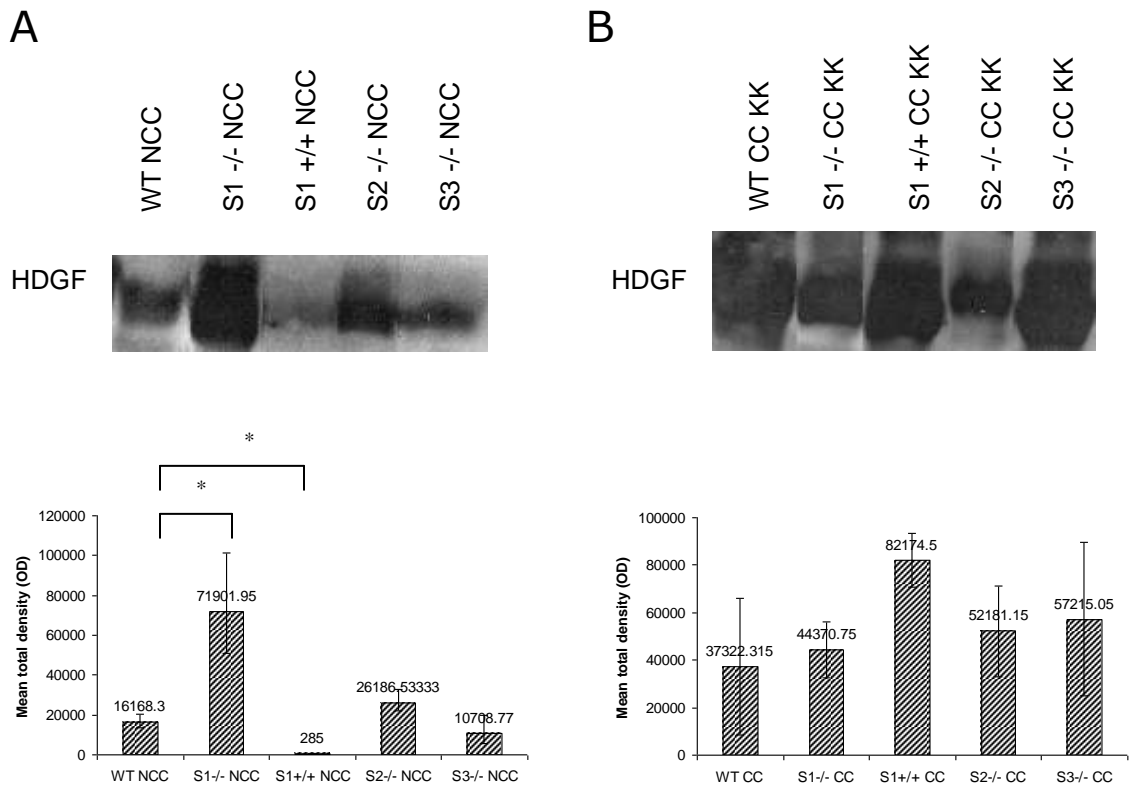 A
B
WT NCC
S1 -/- NCC
S1 +/+ NCC
S2 -/- NCC
S3 -/- NCC
WT CC KK
S1 -/- CC KK
S1 +/+ CC KK
S2 -/- CC KK
S3 -/- CC KK
HDGF
HDGF
*
*
Mean total density (OD)
120000
100000
80000
60000
40000
20000
0
16168.3
71901.95
285
26186.53333
10708.77
WT NCC
S1-/- NCC
S1+/+ NCC
S2-/- NCC
S3-/- NCC
Mean total density (OD)
100000
80000
60000
40000
20000
0
37322.315
44370.75
82174.5
52181.15
57215.05
WT CC
S1-/- CC
S1+/+ CC
S2-/- CC
S3-/- CC